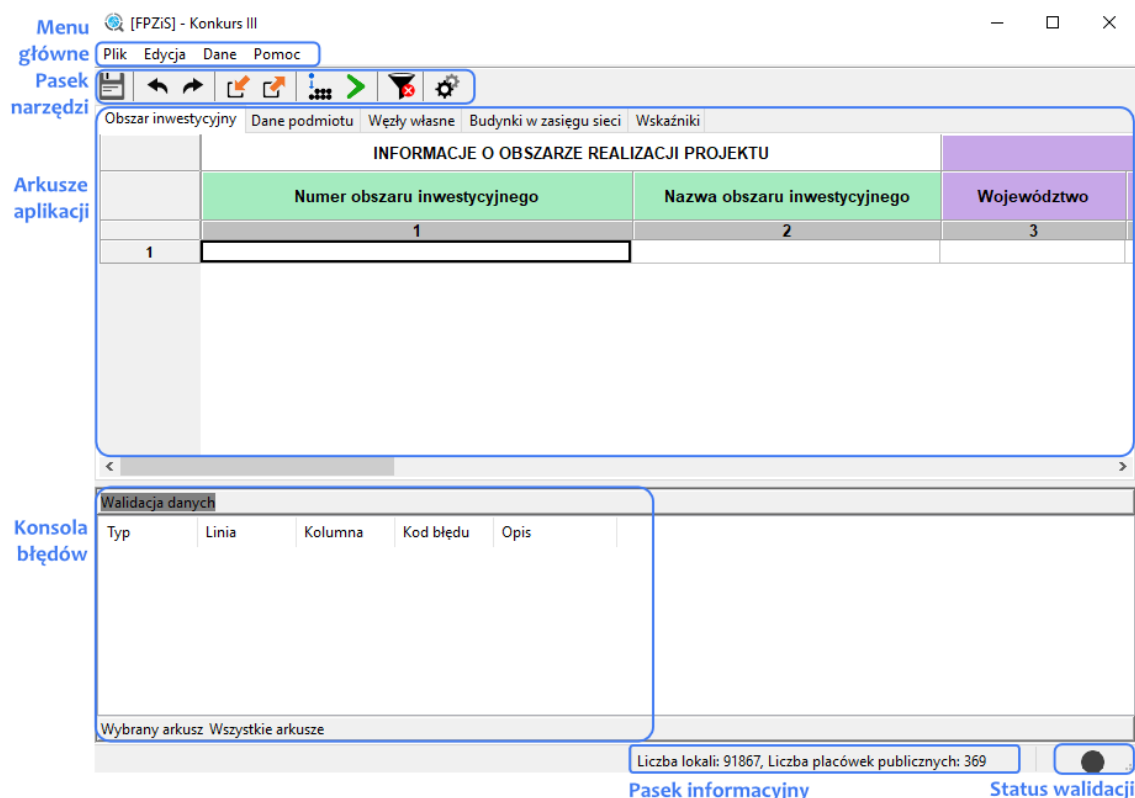 [FPZiS] - Konkurs III
Menu
główne
Plik Edycja Dane Pomoc
Pasek
narzędzi
Obszar inwestycyjny Dane podmiotu Węzły własne Budynki w zasięgu sieci Wskaźniki
INFORMACJE O OBSZARZE REALIZACJI PROJEKTU
Arkusze
aplikacji
Numer obszaru inwestycyjnego Nazwa obszaru inwestycyjnego Województwo
1 2 3
1
Walidacja danych
Konsola
błędów
Typ Linia Kolumna Kod błędu Opis
Wybrany arkusz Wszystkie arkusze
Liczba lokali: 91867, Liczba placówek publicznych: 369
Pasek informacyjny Status walidacji